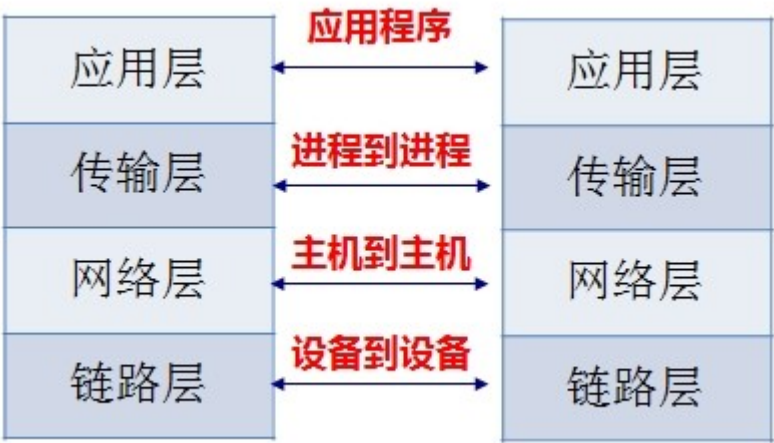 应用程序
应用层
应用层
进程到进程
传输层
传输层
主机到主机
网络层
网络层
设备到设备
链路层
链路层